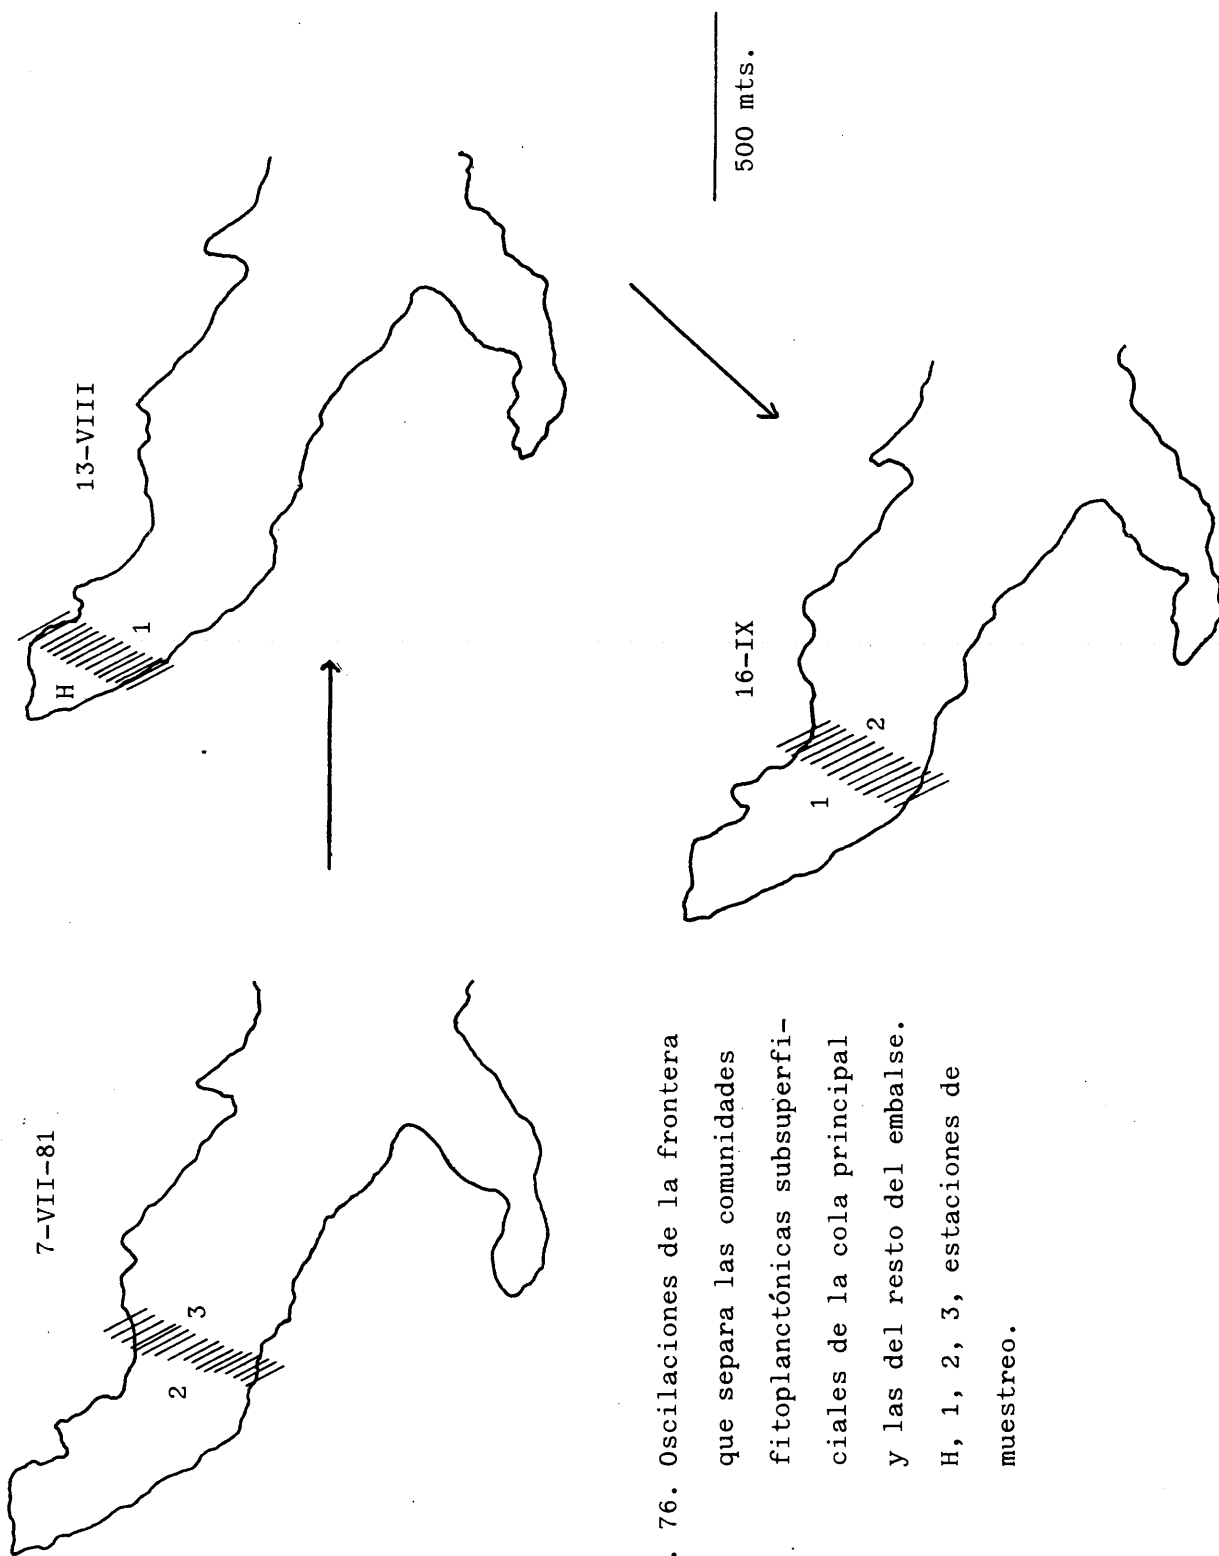 7-VII-81
2
3
13-VIII
H
1
16-IX
1
2
500 mts.
. 76. Oscilaciones de la frontera
que separa las comunidades
fitoplanctónicas subsuperfi-
ciales de la cola principal
y las del resto del embalse.
H, 1, 2, 3, estaciones de
muestreo.